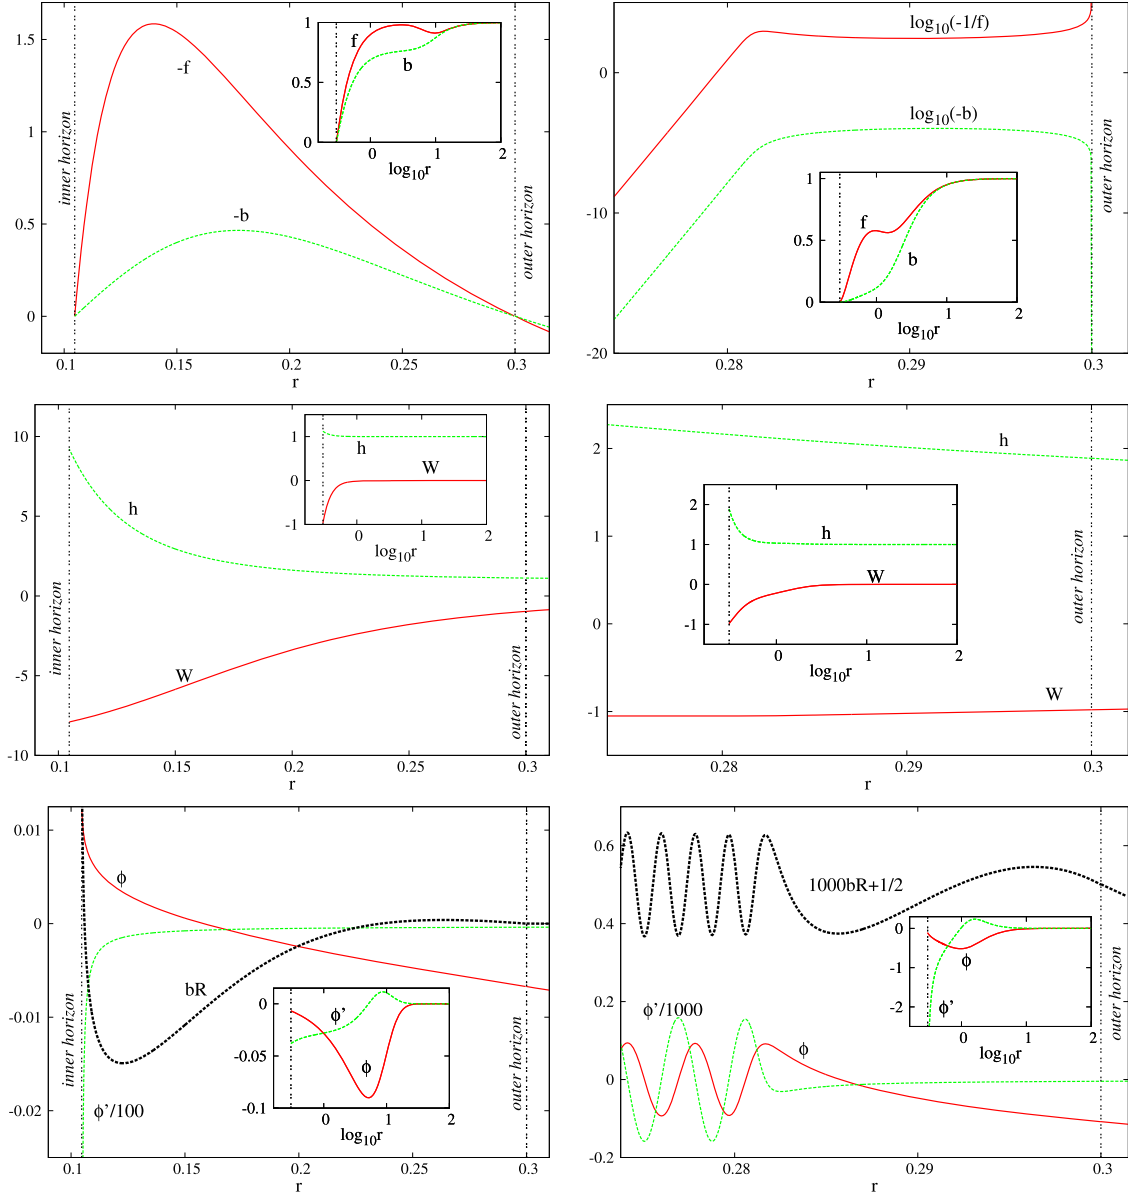 1.5
1
0.5
0
0.1
0.15
0.2
0.25
0.3
r
inner horizon
outer horizon
-f
-b
1
0.5
0
0
1
2
log10r
f
b
0
-10
-20
0.28
0.29
0.3
r
outer horizon
log10(-1/f)
log10(-b)
1
0.5
0
0
1
2
log10r
f
b
10
5
0
-5
-10
0.1
0.15
0.2
0.25
0.3
r
inner horizon
outer horizon
h
W
1
0
-1
0
1
2
log10r
h
W
2
1
0
-1
0.28
0.29
0.3
r
outer horizon
h
W
2
1
0
-1
0
1
2
log10r
h
W
0.01
0
-0.01
-0.02
0.1
0.15
0.2
0.25
0.3
r
inner horizon
outer horizon
ϕ
bR
ϕ'/100
0
-0.05
-0.1
0
1
2
log10r
ϕ'
ϕ
0.6
0.4
0.2
0
-0.2
0.28
0.29
0.3
r
outer horizon
1000bR+1/2
ϕ'/1000
ϕ
0
-1
-2
0
1
2
log10r
ϕ
ϕ'